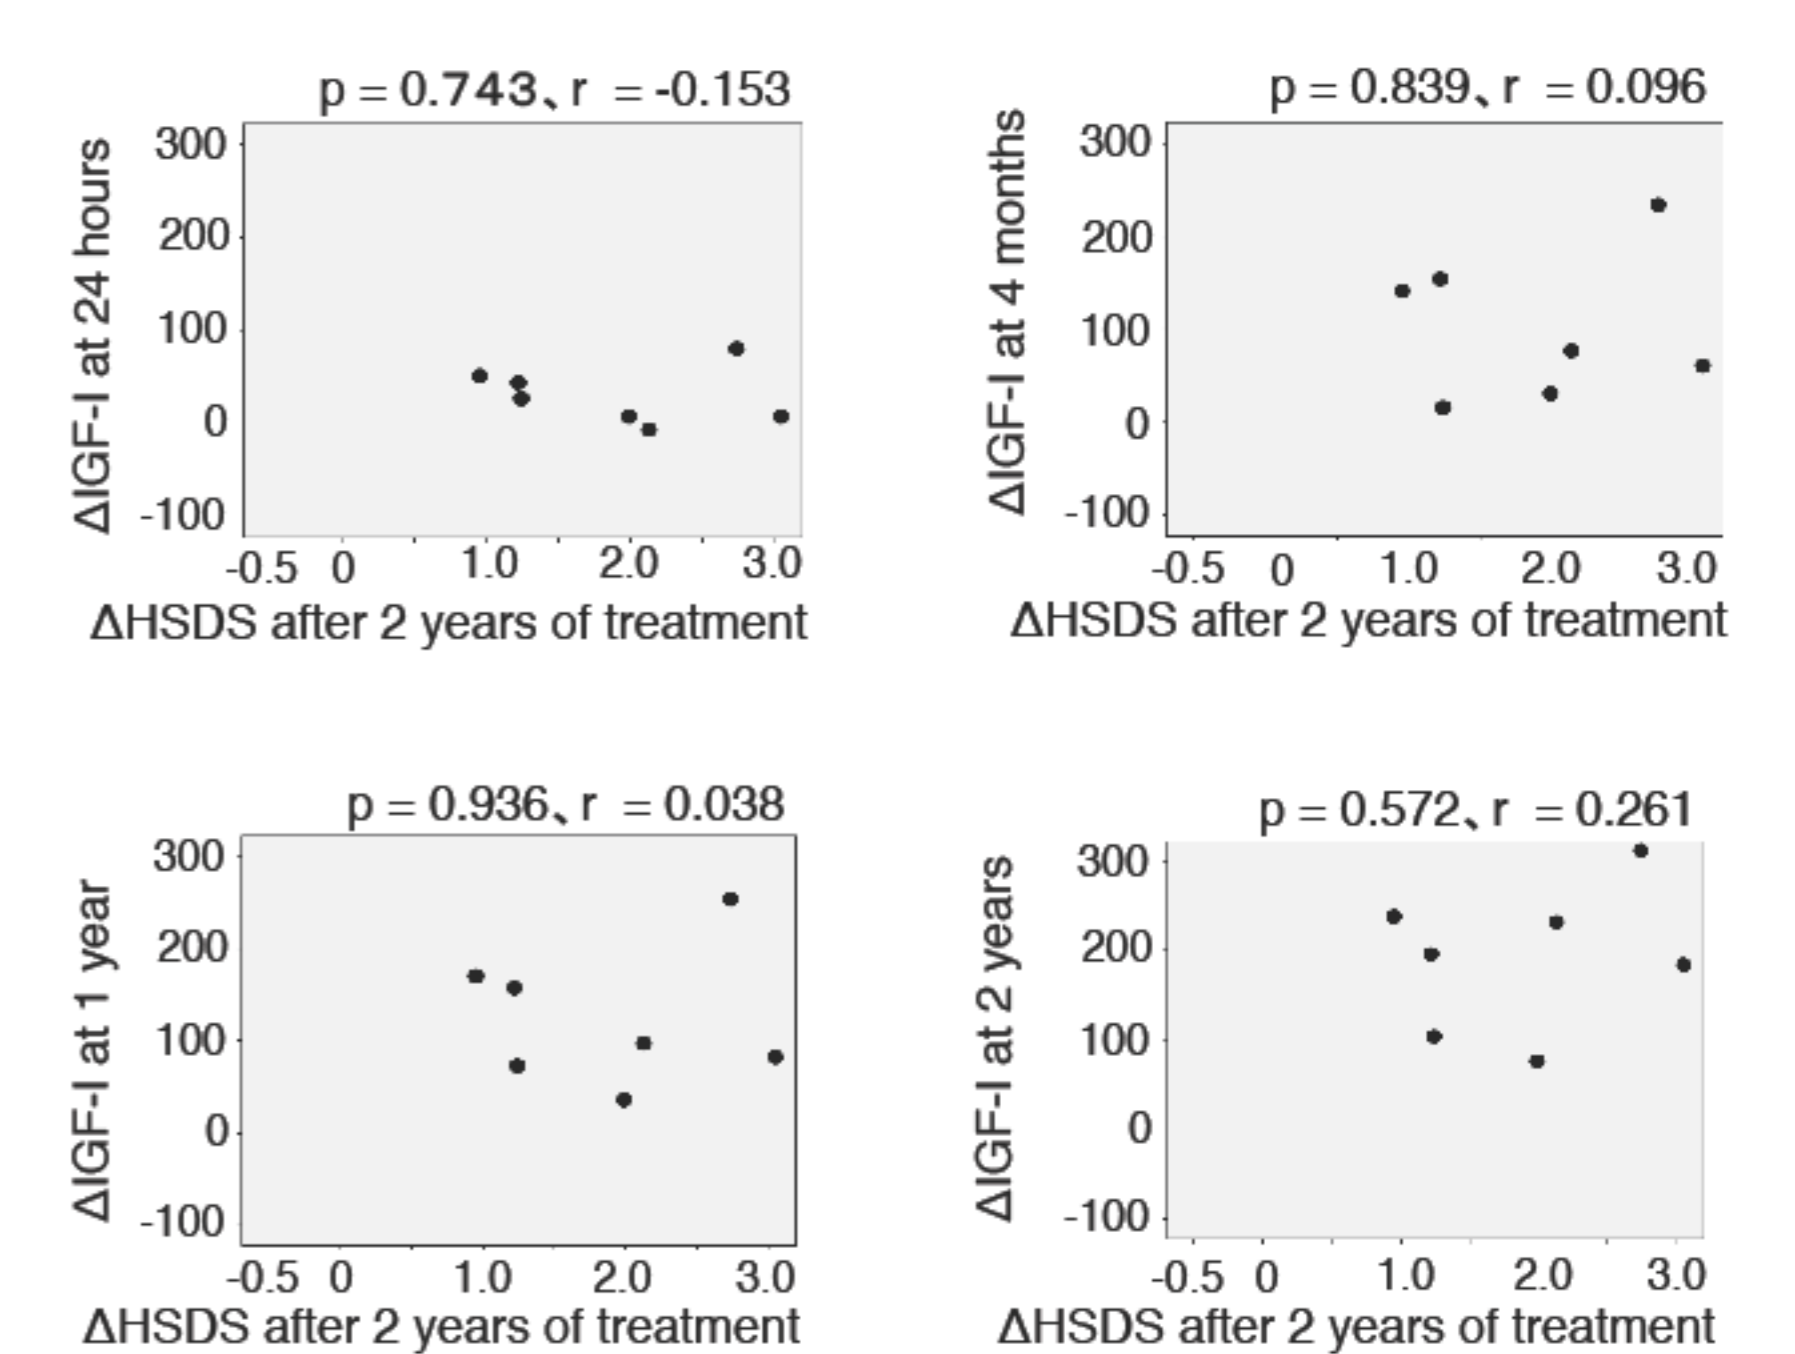 p = 0.743、r = -0.153
ΔIGF-I at 24 hours
300
200
100
0
-100
-0.5 0 1.0 2.0 3.0
ΔHSDS after 2 years of treatment
p = 0.839、r = 0.096
ΔIGF-I at 4 months
300
200
100
0
-100
-0.5 0 1.0 2.0 3.0
ΔHSDS after 2 years of treatment
p = 0.936、r = 0.038
ΔIGF-I at 1 year
300
200
100
0
-100
-0.5 0 1.0 2.0 3.0
ΔHSDS after 2 years of treatment
p = 0.572、r = 0.261
ΔIGF-I at 2 years
300
200
100
0
-100
-0.5 0 1.0 2.0 3.0
ΔHSDS after 2 years of treatment